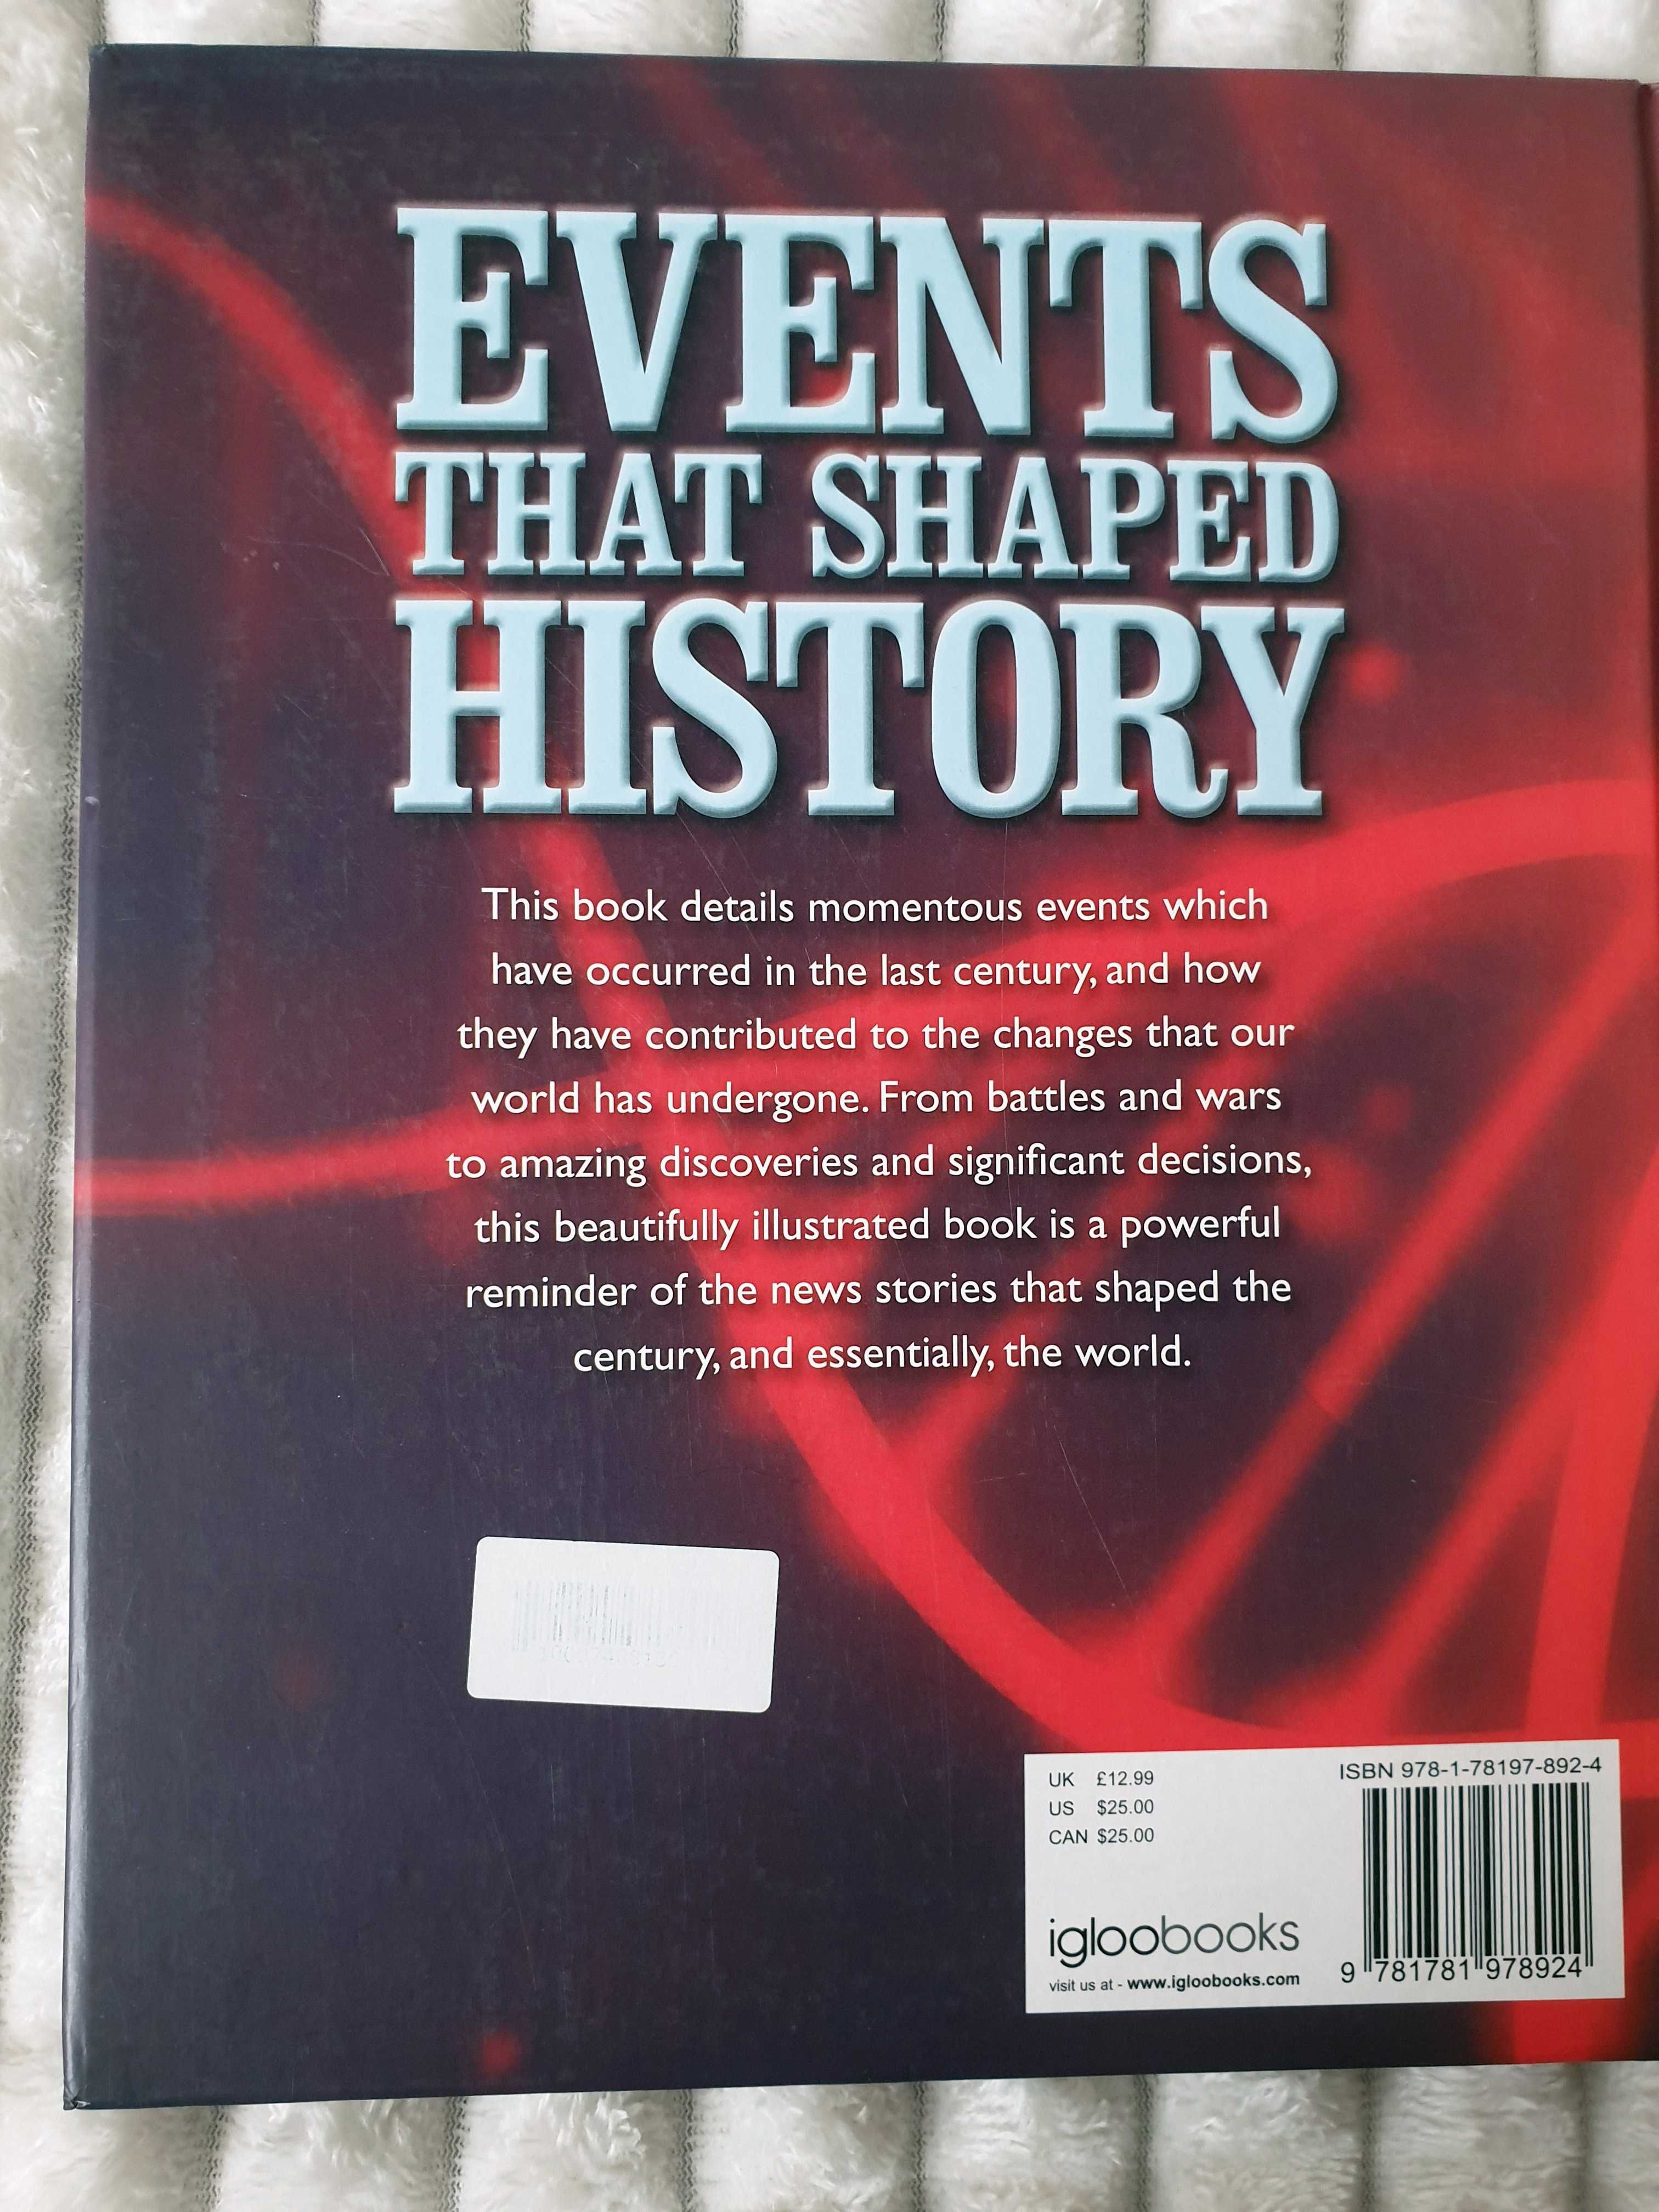 EVENTS
THAT SHAPED
HISTORY
This book details momentous events which
have occurred in the last century, and how
they have contributed to the changes that our
world has undergone. From battles and wars
to amazing discoveries and significant decisions,
this beautifully illustrated book is a powerful
reminder of the news stories that shaped the
century, and essentially, the world.
UK £12.99
US $25.00
CAN $25.00
igloobooks
visit us at - www.igloobooks.com
ISBN 978-1-78197-892-4
9 781781 978924